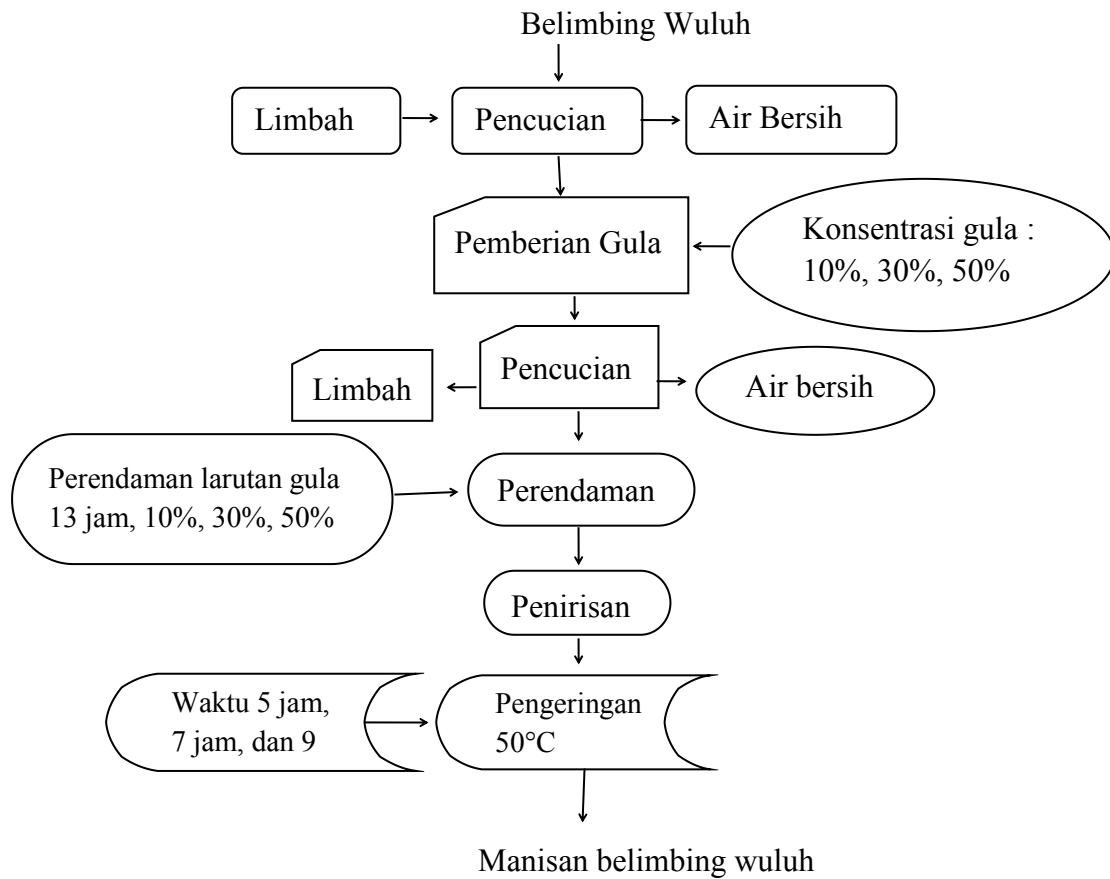 Belimbing Wuluh
Limbah
Pencucian
Air Bersih
Pemberian Gula
Konsentrasi gula :
10%, 30%, 50%
Limbah
Pencucian
Air bersih
Perendaman larutan gula
13 jam, 10%, 30%, 50%
Perendaman
Penirisan
Waktu 5 jam,
7 jam, dan 9
Pengeringan
50°C
Manisan belimbing wuluh